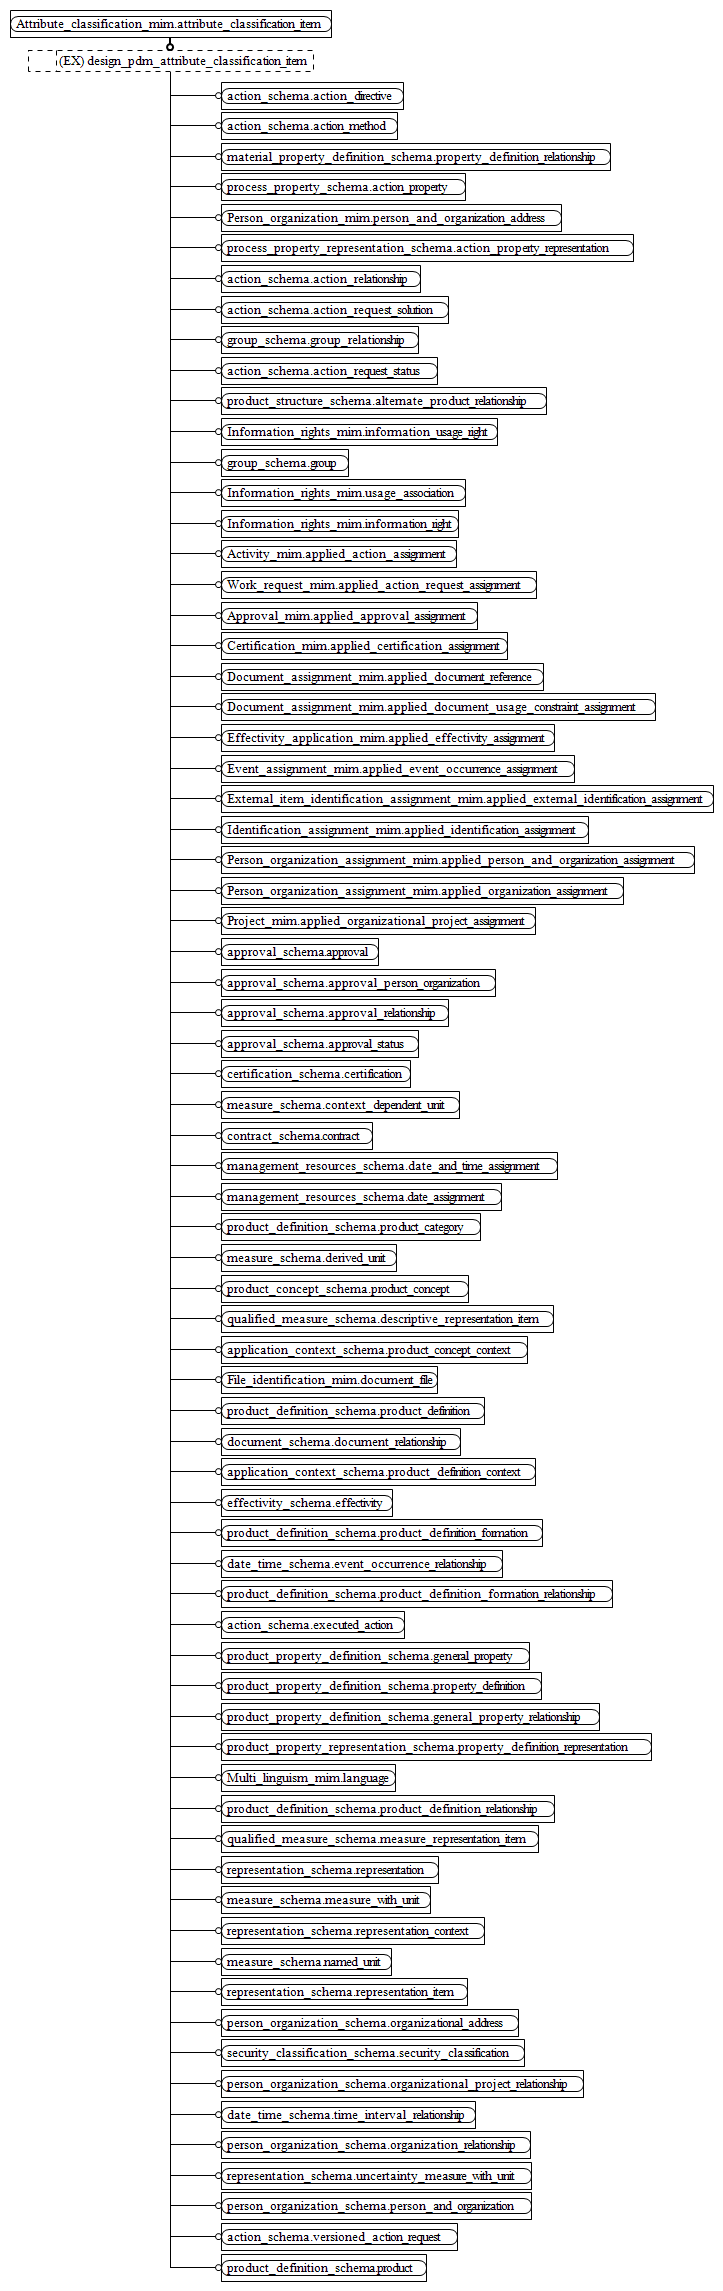 Attribute_classification_mim.attribute_classification_item
(EX) design_pdm_attribute_classification_item
action_schema.action_directive
action_schema.action_method
material_property_definition_schema.property_definition_relationship
process_property_schema.action_property
Person_organization_mim.person_and_organization_address
process_property_representation_schema.action_property_representation
action_schema.action_relationship
action_schema.action_request_solution
group_schema.group_relationship
action_schema.action_request_status
product_structure_schema.alternate_product_relationship
Information_rights_mim.information_usage_right
group_schema.group
Information_rights_mim.usage_association
Information_rights_mim.information_right
Activity_mim.applied_action_assignment
Work_request_mim.applied_action_request_assignment
Approval_mim.applied_approval_assignment
Certification_mim.applied_certification_assignment
Document_assignment_mim.applied_document_reference
Document_assignment_mim.applied_document_usage_constraint_assignment
Effectivity_application_mim.applied_effectivity_assignment
Event_assignment_mim.applied_event_occurrence_assignment
External_item_identification_assignment_mim.applied_external_identification_assignment
Identification_assignment_mim.applied_identification_assignment
Person_organization_assignment_mim.applied_person_and_organization_assignment
Person_organization_assignment_mim.applied_organization_assignment
Project_mim.applied_organizational_project_assignment
approval_schema.approval
approval_schema.approval_person_organization
approval_schema.approval_relationship
approval_schema.approval_status
certification_schema.certification
measure_schema.context_dependent_unit
contract_schema.contract
management_resources_schema.date_and_time_assignment
management_resources_schema.date_assignment
product_definition_schema.product_category
measure_schema.derived_unit
product_concept_schema.product_concept
qualified_measure_schema.descriptive_representation_item
application_context_schema.product_concept_context
File_identification_mim.document_file
product_definition_schema.product_definition
document_schema.document_relationship
application_context_schema.product_definition_context
effectivity_schema.effectivity
product_definition_schema.product_definition_formation
date_time_schema.event_occurrence_relationship
product_definition_schema.product_definition_formation_relationship
action_schema.executed_action
product_property_definition_schema.general_property
product_property_definition_schema.property_definition
product_property_definition_schema.general_property_relationship
product_property_representation_schema.property_definition_representation
Multi_linguism_mim.language
product_definition_schema.product_definition_relationship
qualified_measure_schema.measure_representation_item
representation_schema.representation
measure_schema.measure_with_unit
representation_schema.representation_context
measure_schema.named_unit
representation_schema.representation_item
person_organization_schema.organizational_address
security_classification_schema.security_classification
person_organization_schema.organizational_project_relationship
date_time_schema.time_interval_relationship
person_organization_schema.organization_relationship
representation_schema.uncertainty_measure_with_unit
person_organization_schema.person_and_organization
action_schema.versioned_action_request
product_definition_schema.product